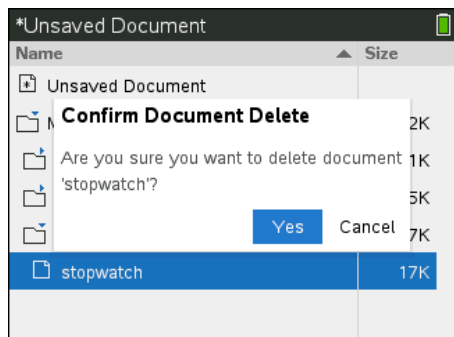 *Unsaved Document
Name Size
Unsaved Document
Confirm Document Delete
2K
Are you sure you want to delete document
1K
'stopwatch'?
5K
Yes Cancel
7K
stopwatch 17K